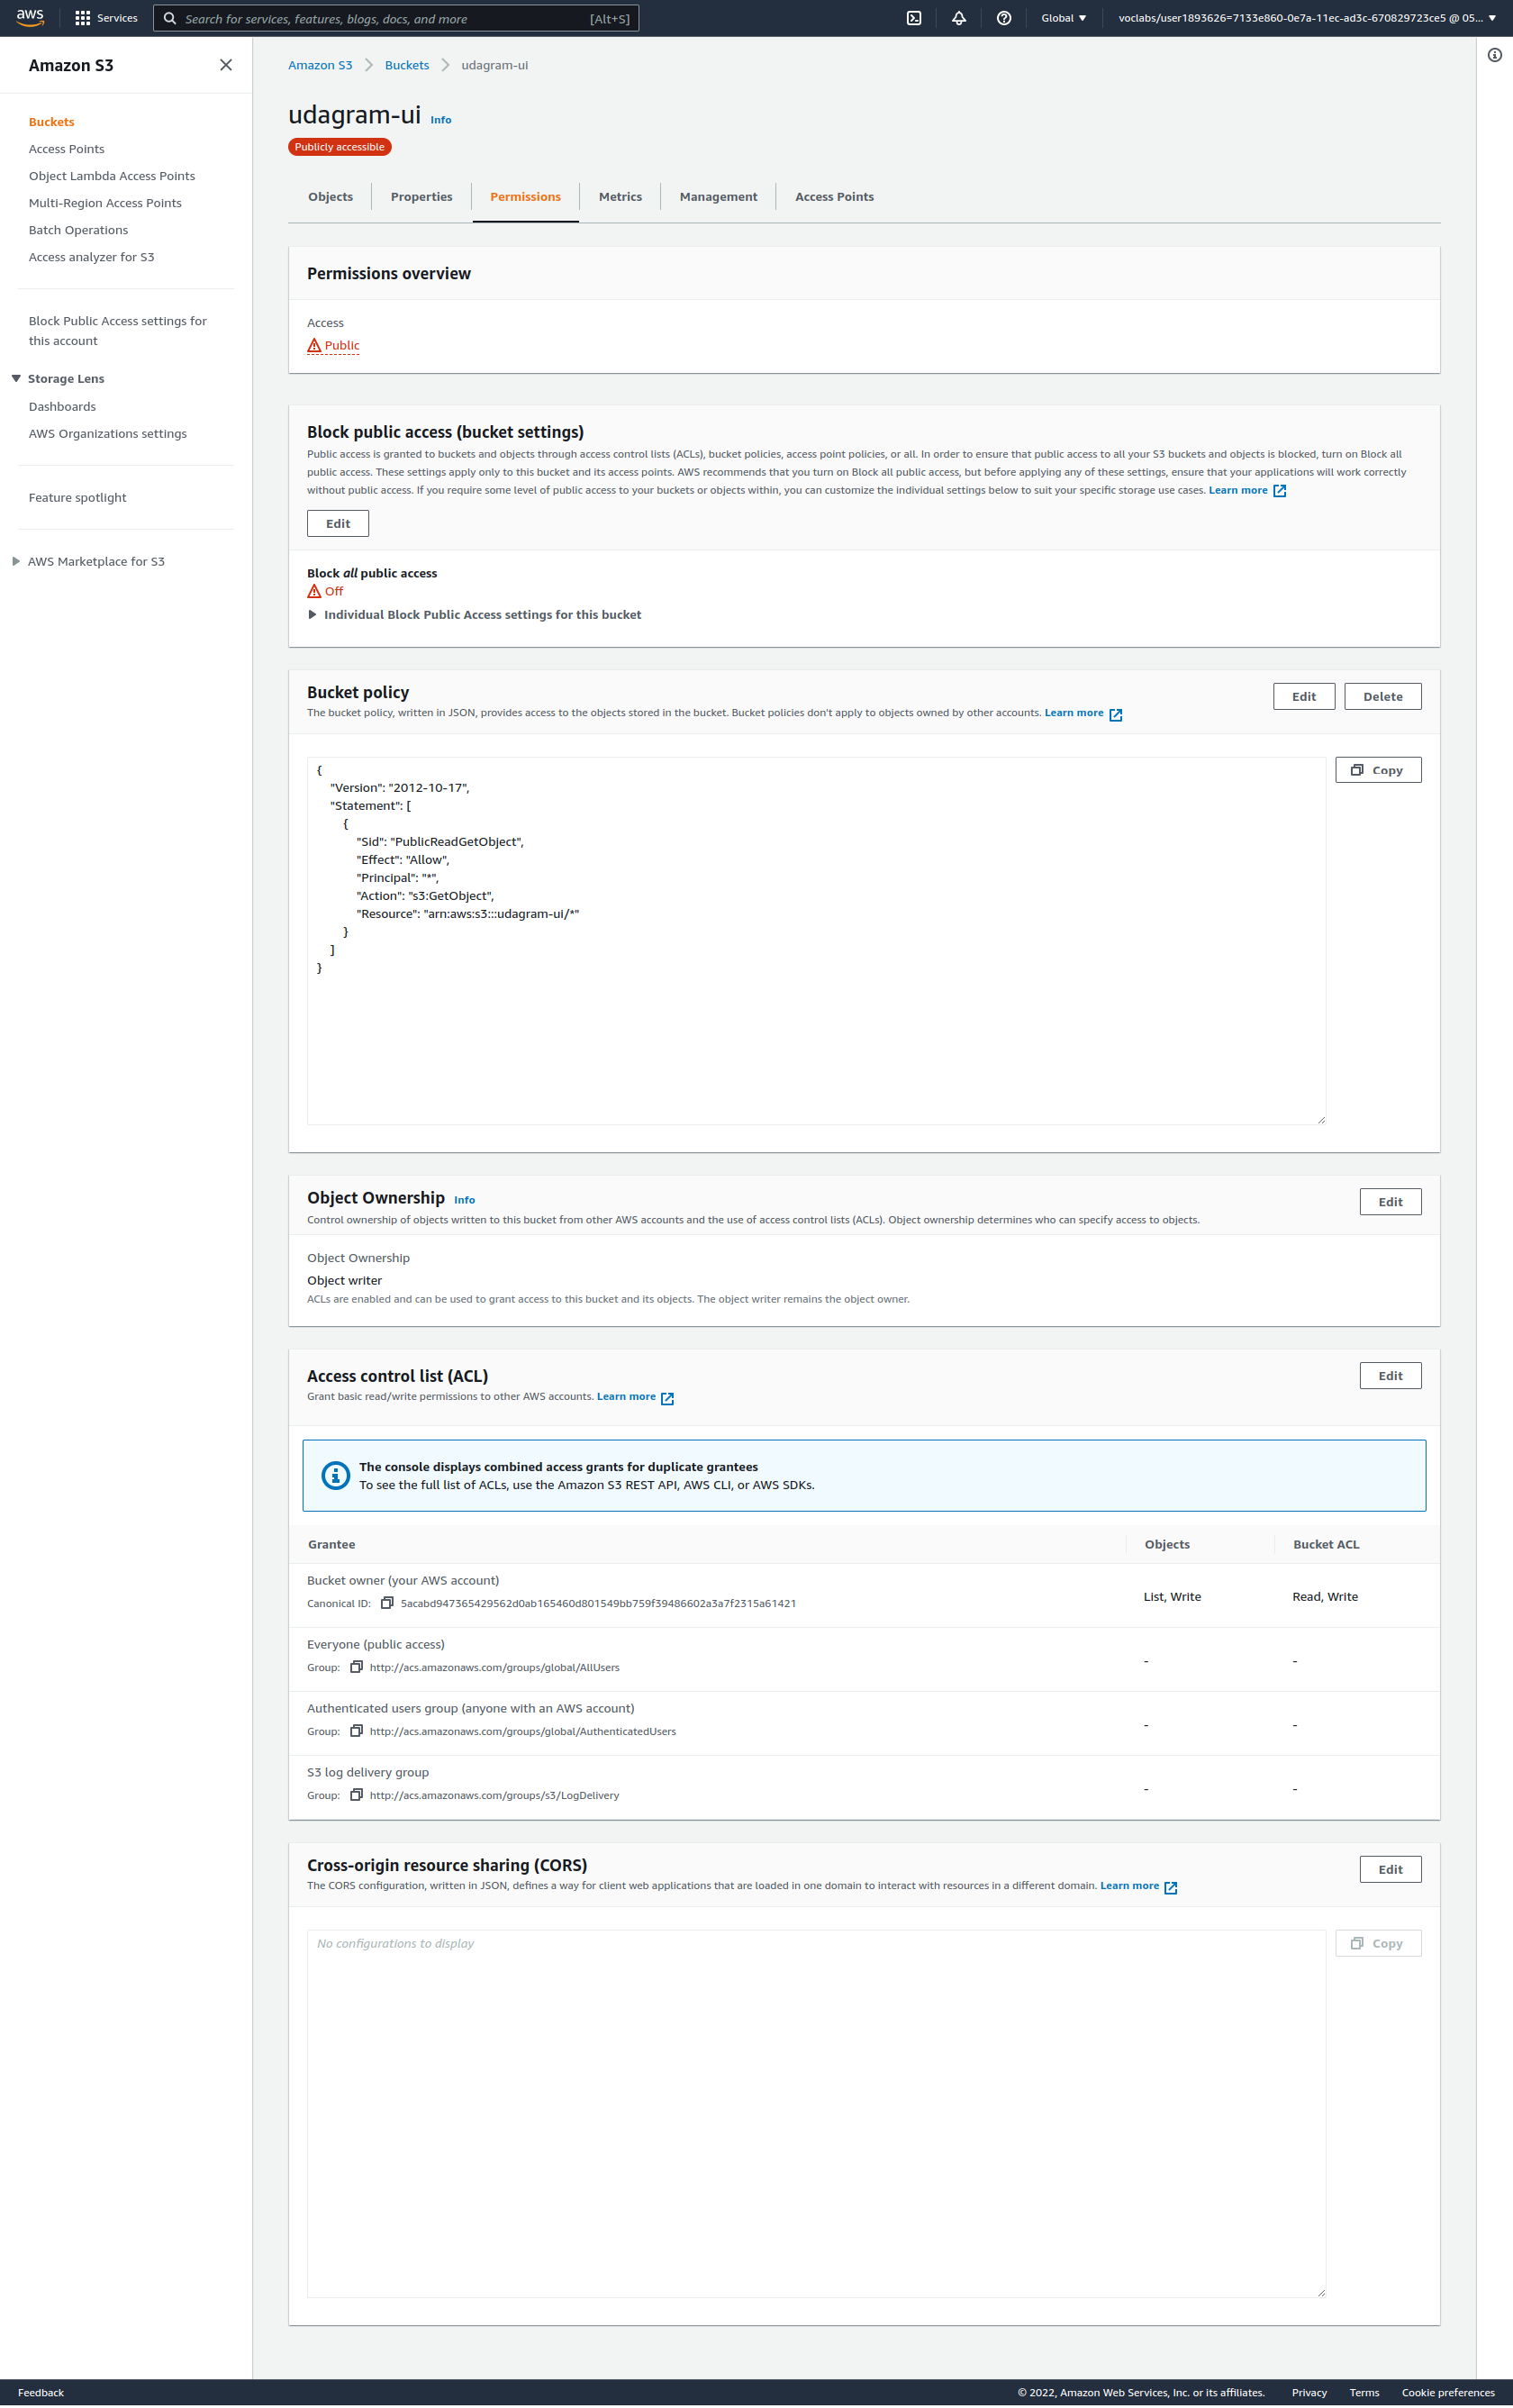 aws
Services
Search for services, features, blogs, docs, and more
[Alt+S]
Global
voclabs/user1893626=7133e860-0e7a-11ec-ad3c-670829723ce5 @ 05...
Amazon S3
Buckets
Access Points
Object Lambda Access Points
Multi-Region Access Points
Batch Operations
Access analyzer for S3
Block Public Access settings for
this account
Storage Lens
Dashboards
AWS Organizations settings
Feature spotlight
AWS Marketplace for S3
Amazon S3 Buckets udagram-ui
udagram-ui Info
Publicly accessible
Objects Properties Permissions Metrics Management Access Points
Permissions overview
Access
Public
Block public access (bucket settings)
Public access is granted to buckets and objects through access control lists (ACLs), bucket policies, access point policies, or all. In order to ensure that public access to all your S3 buckets and objects is blocked, turn on Block all
public access. These settings apply only to this bucket and its access points. AWS recommends that you turn on Block all public access, but before applying any of these settings, ensure that your applications will work correctly
without public access. If you require some level of public access to your buckets or objects within, you can customize the individual settings below to suit your specific storage use cases. Learn more
Edit
Block all public access
Off
Individual Block Public Access settings for this bucket
Bucket policy
Edit Delete
The bucket policy, written in JSON, provides access to the objects stored in the bucket. Bucket policies don't apply to objects owned by other accounts. Learn more
Copy
{
"Version": "2012-10-17",
"Statement": [
{
"Sid": "PublicReadGetObject",
"Effect": "Allow",
"Principal": "*",
"Action": "s3:GetObject",
"Resource": "arn:aws:s3:::udagram-ui/*"
}
]
}
Object Ownership Info
Edit
Control ownership of objects written to this bucket from other AWS accounts and the use of access control lists (ACLs). Object ownership determines who can specify access to objects.
Object Ownership
Object writer
ACLs are enabled and can be used to grant access to this bucket and its objects. The object writer remains the object owner.
Access control list (ACL)
Edit
Grant basic read/write permissions to other AWS accounts. Learn more
The console displays combined access grants for duplicate grantees
To see the full list of ACLs, use the Amazon S3 REST API, AWS CLI, or AWS SDKs.
Grantee Objects Bucket ACL
Bucket owner (your AWS account)
Canonical ID: 5acabd947365429562d0ab165460d801549bb759f39486602a3a7f2315a61421
List, Write Read, Write
Everyone (public access)
Group: http://acs.amazonaws.com/groups/global/AllUsers
- -
Authenticated users group (anyone with an AWS account)
Group: http://acs.amazonaws.com/groups/global/AuthenticatedUsers
- -
S3 log delivery group
Group: http://acs.amazonaws.com/groups/s3/LogDelivery
- -
Cross-origin resource sharing (CORS)
Edit
The CORS configuration, written in JSON, defines a way for client web applications that are loaded in one domain to interact with resources in a different domain. Learn more
No configurations to display
Copy
Feedback
© 2022, Amazon Web Services, Inc. or its affiliates. Privacy Terms Cookie preferences